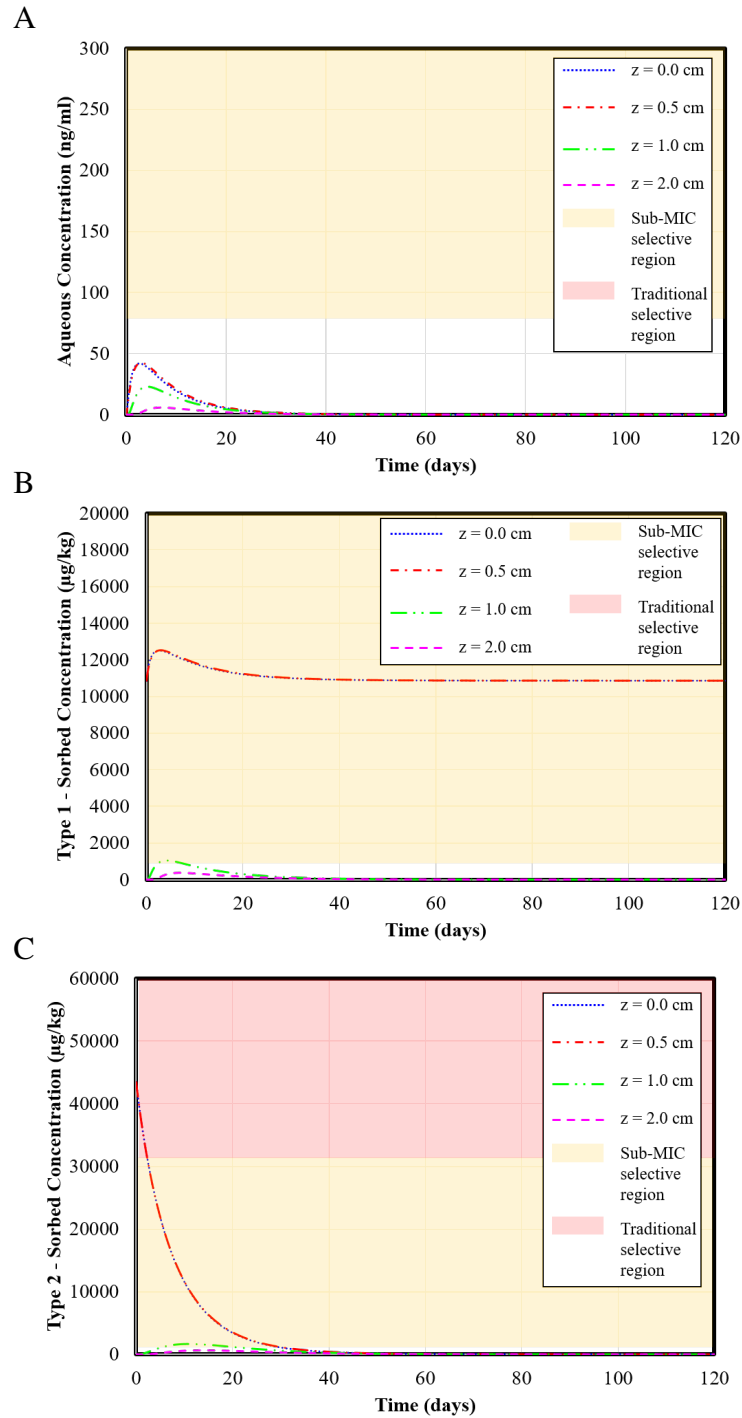 A
300
250
200
150
100
50
0
Aqueous Concentration (ng/ml)
z = 0.0 cm
z = 0.5 cm
z = 1.0 cm
z = 2.0 cm
Sub-MIC
selective
region
Traditional
selective
region
0 20 40 60 80 100 120
Time (days)
B
20000
18000
16000
14000
12000
10000
8000
6000
4000
2000
0
Type 1 - Sorbed Concentration (µg/kg)
z = 0.0 cm
z = 0.5 cm
z = 1.0 cm
z = 2.0 cm
Sub-MIC
selective
region
Traditional
selective
region
0 20 40 60 80 100 120
Time (days)
C
60000
50000
40000
30000
20000
10000
0
Type 2 - Sorbed Concentration (µg/kg)
z = 0.0 cm
z = 0.5 cm
z = 1.0 cm
z = 2.0 cm
Sub-MIC
selective
region
Traditional
selective
region
0 20 40 60 80 100 120
Time (days)